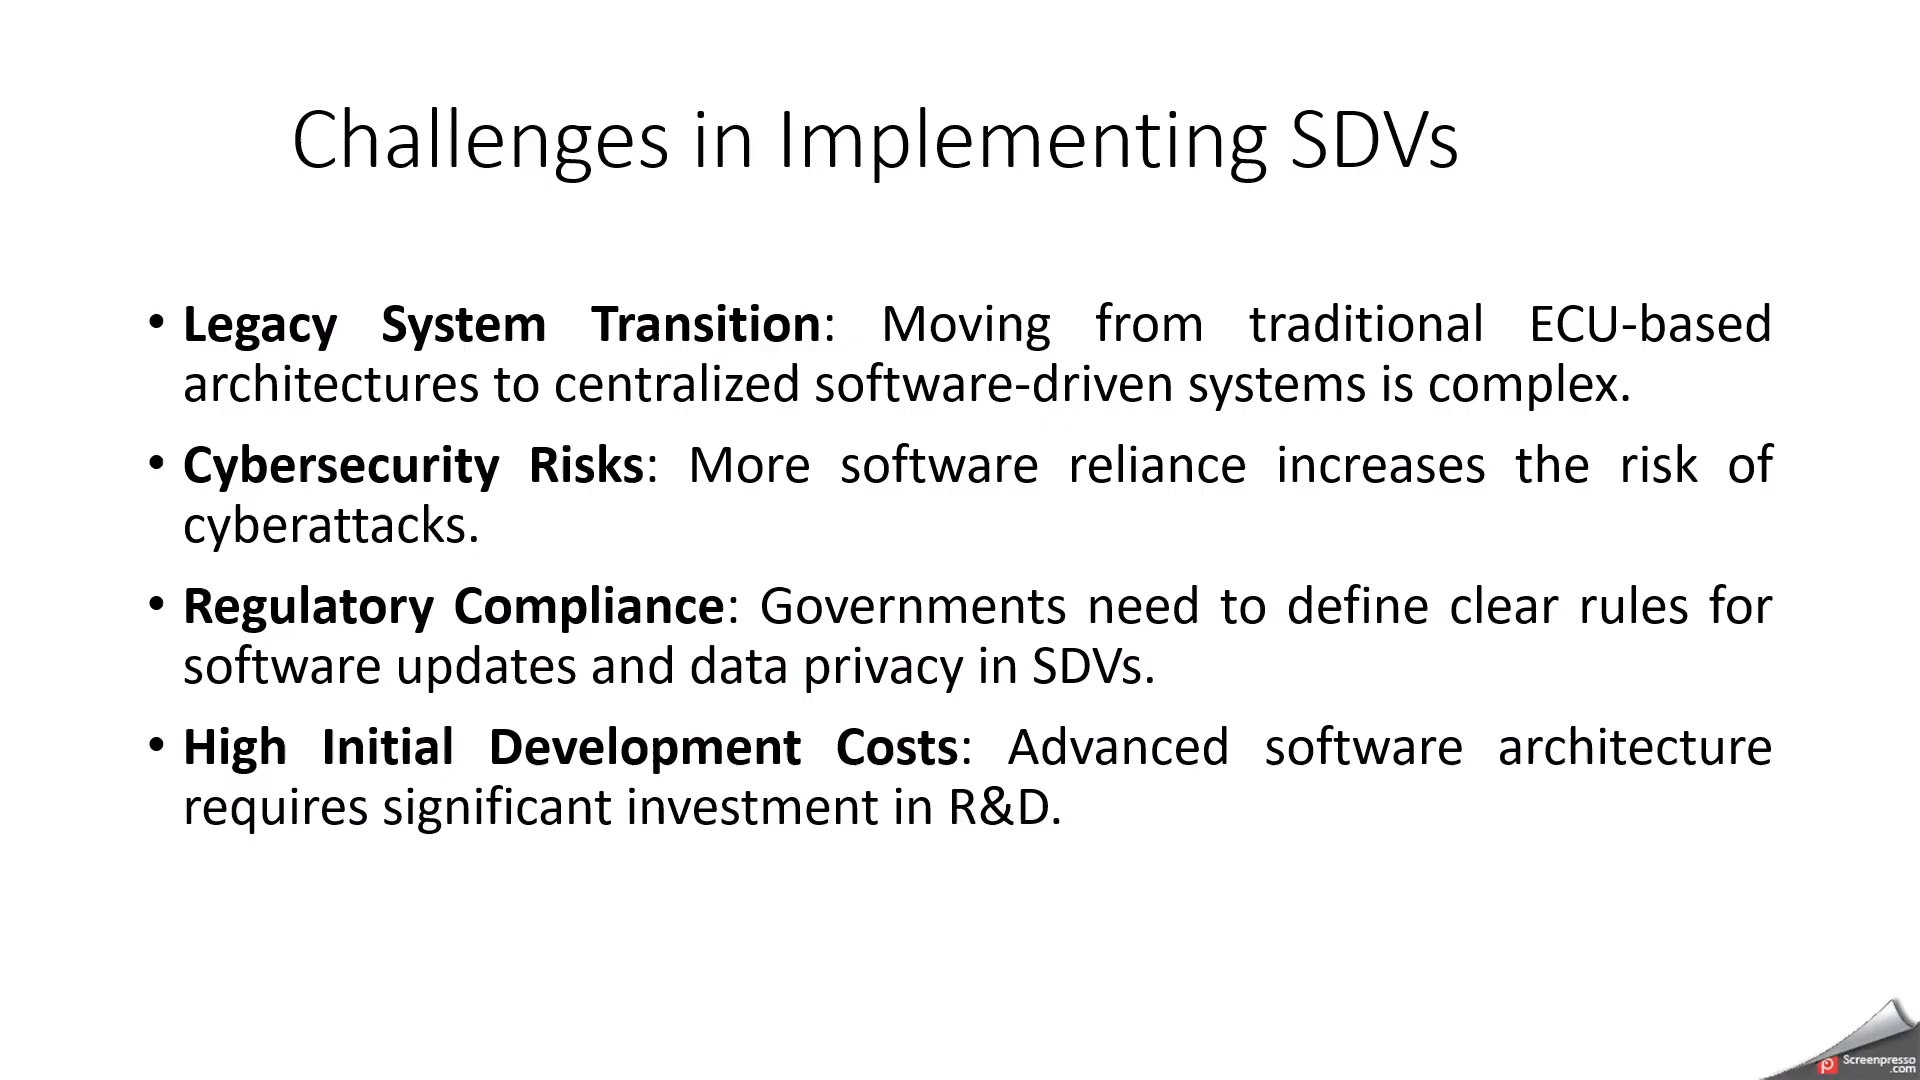 Challenges in Implementing SDVs
• Legacy System Transition: Moving from traditional ECU-based
architectures to centralized software-driven systems is complex.
• Cybersecurity Risks: More software reliance increases the risk of
cyberattacks.
• Regulatory Compliance: Governments need to define clear rules for
software updates and data privacy in SDVs.
• High Initial Development Costs: Advanced software architecture
requires significant investment in R&D.
Screenpresso
.com